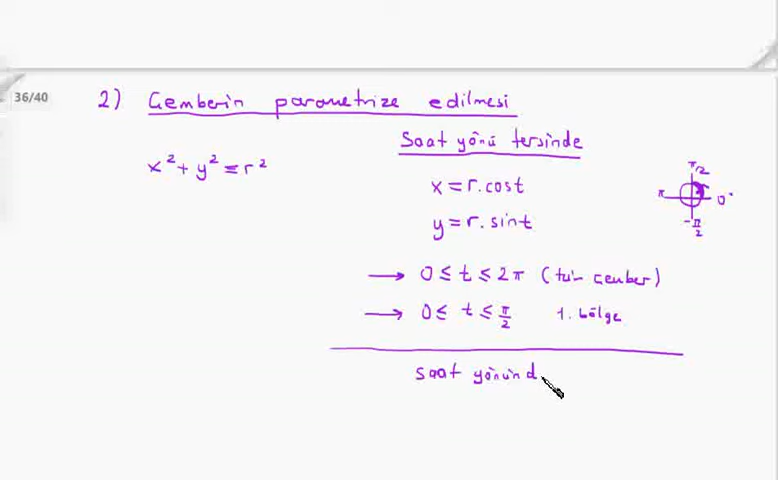 36/40
2) Çemberin parametrize edilmesi
Saat yönü tersinde
x² + y² = r²
x = r.cost
y = r.sint
π/2
π 0°
-π/2
→ 0 ≤ t ≤ 2π (tüm çember)
→ 0 ≤ t ≤ π/2 1. bölge
saat yönünd